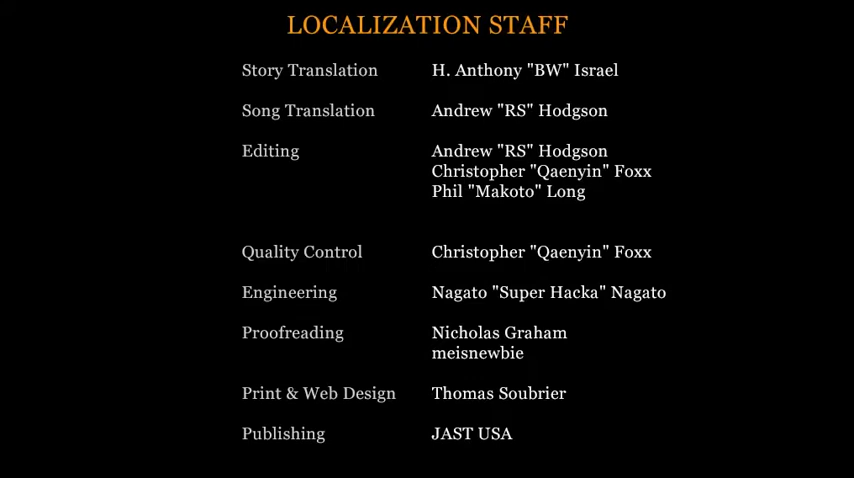 LOCALIZATION STAFF
Story Translation H. Anthony "BW" Israel
Song Translation Andrew "RS" Hodgson
Editing Andrew "RS" Hodgson
Christopher "Qaenyin" Foxx
Phil "Makoto" Long
Quality Control Christopher "Qaenyin" Foxx
Engineering Nagato "Super Hacka" Nagato
Proofreading Nicholas Graham
meisnewbie
Print & Web Design Thomas Soubrier
Publishing JAST USA